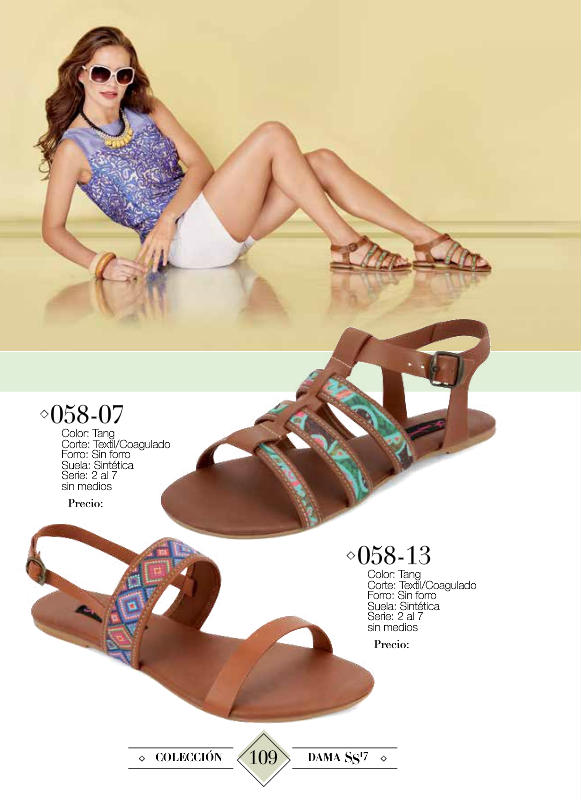 058-07
Color: Tang
Corte: Textil/Coagulado
Forro: Sin forro
Suela: Sintética
Serie: 2 al 7
sin medios
Precio:
058-13
Color: Tang
Corte: Textil/Coagulado
Forro: Sin forro
Suela: Sintética
Serie: 2 al 7
sin medios
Precio:
COLECCIÓN 109 DAMA SS17